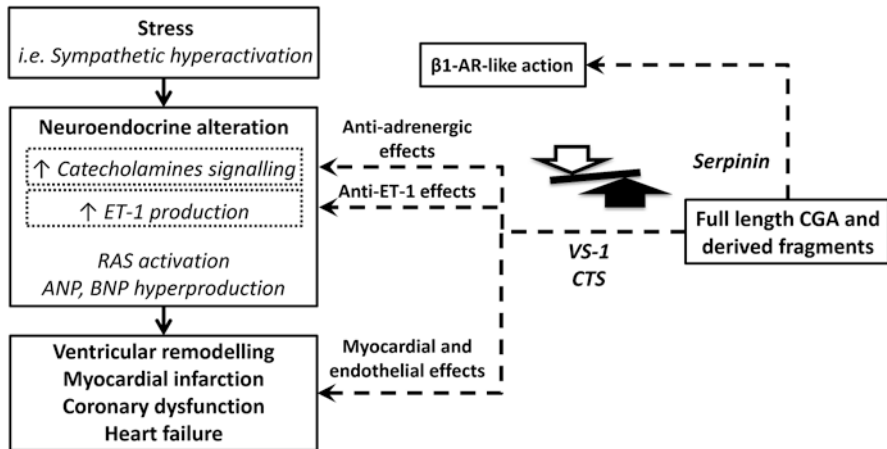 Stress
i.e. Sympathetic hyperactivation
Neuroendocrine alteration
↑ Catecholamines signalling
↑ ET-1 production
RAS activation
ANP, BNP hyperproduction
Ventricular remodelling
Myocardial infarction
Coronary dysfunction
Heart failure
Anti-adrenergic
effects
Anti-ET-1 effects
Myocardial and
endothelial effects
β1-AR-like action
Serpinin
VS-1
CTS
Full length CGA and
derived fragments